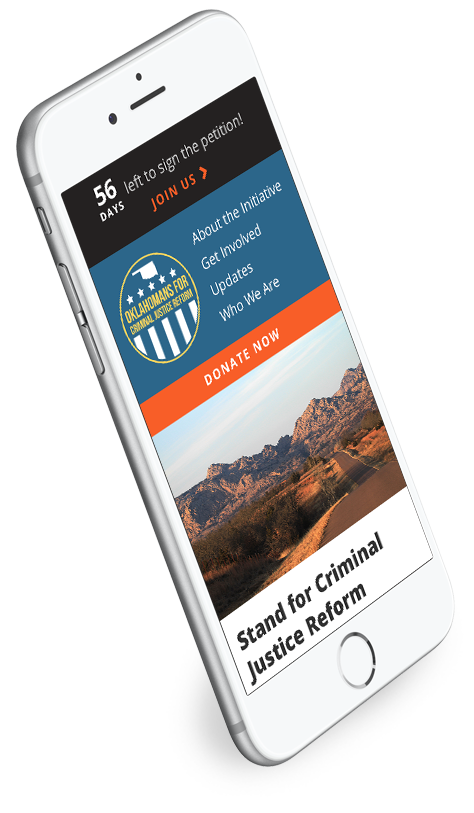 56 DAYS left to sign the petition!
JOIN US
About the Initiative
Get Involved
Updates
Who We Are
OKLAHOMANS FOR
CRIMINAL JUSTICE REFORM
DONATE NOW
Stand for Criminal
Justice Reform